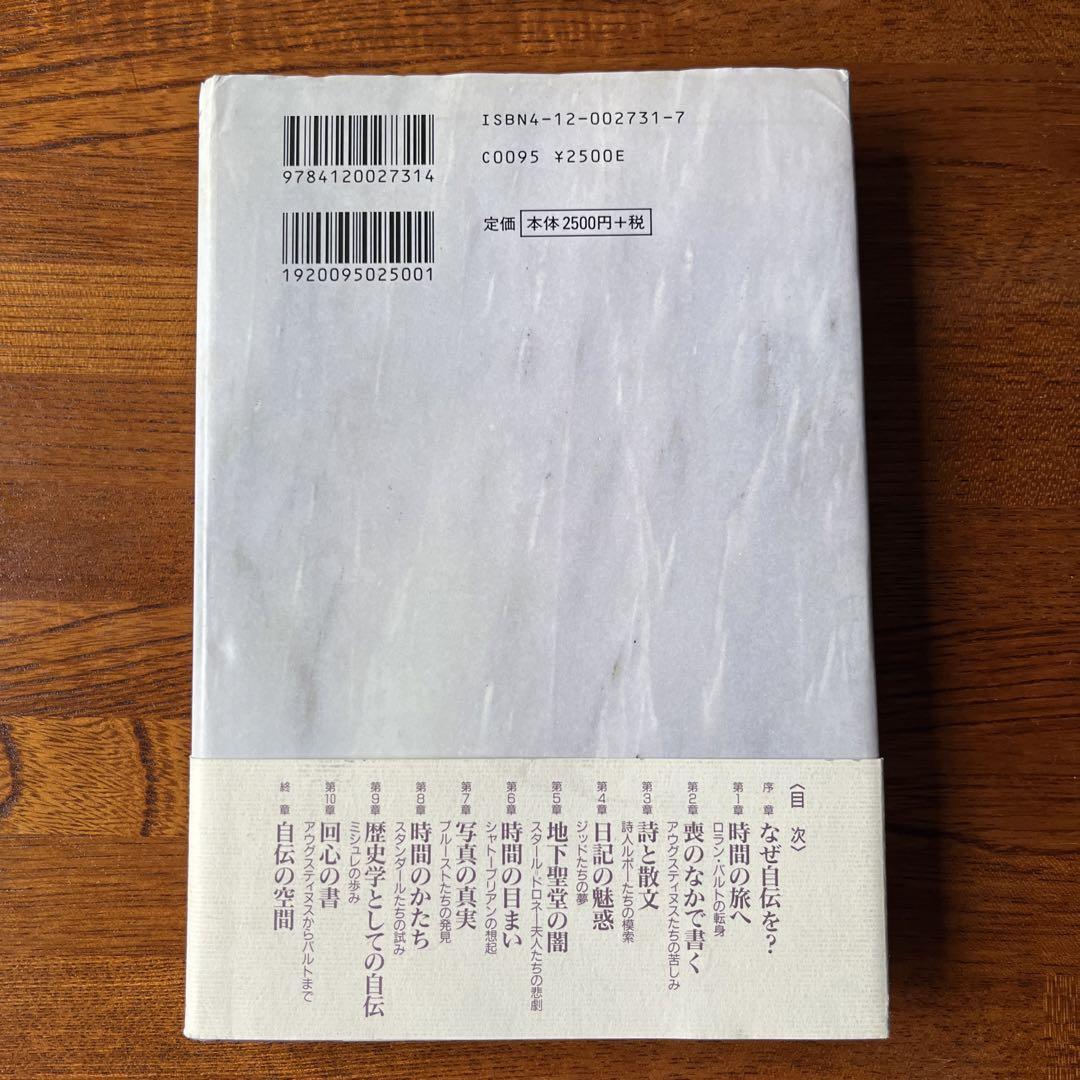 ISBN4-12-002731-7
9784120027314
C0095 ¥2500E
定価 本体2500円+税
1920095025001
〈目 次〉
序 章 なぜ自伝を?
第1章 時間の旅へ
ロラン・バルトの転身
第2章 喪のなかで書く
アウグスティヌスたちの苦しみ
第3章 詩と散文
詩人ルボーたちの模索
第4章 日記の魅惑
ジッドたちの夢
第5章 地下聖堂の闇
スタール-ドロネー夫人たちの悲劇
第6章 時間の目まい
シャトーブリアンの想起
第7章 写真の真実
プルーストたちの発見
第8章 時間のかたち
スタンダールたちの試み
第9章 歴史学としての自伝
ミシュレの歩み
第10章 回心の書
アウグスティヌスからバルトまで
終 章 自伝の空間